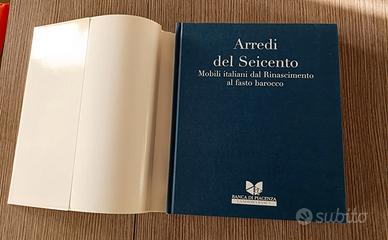 Arredi
del Seicento
Mobili italiani dal Rinascimento
al fasto barocco
BANCA DI PIACENZA
subito